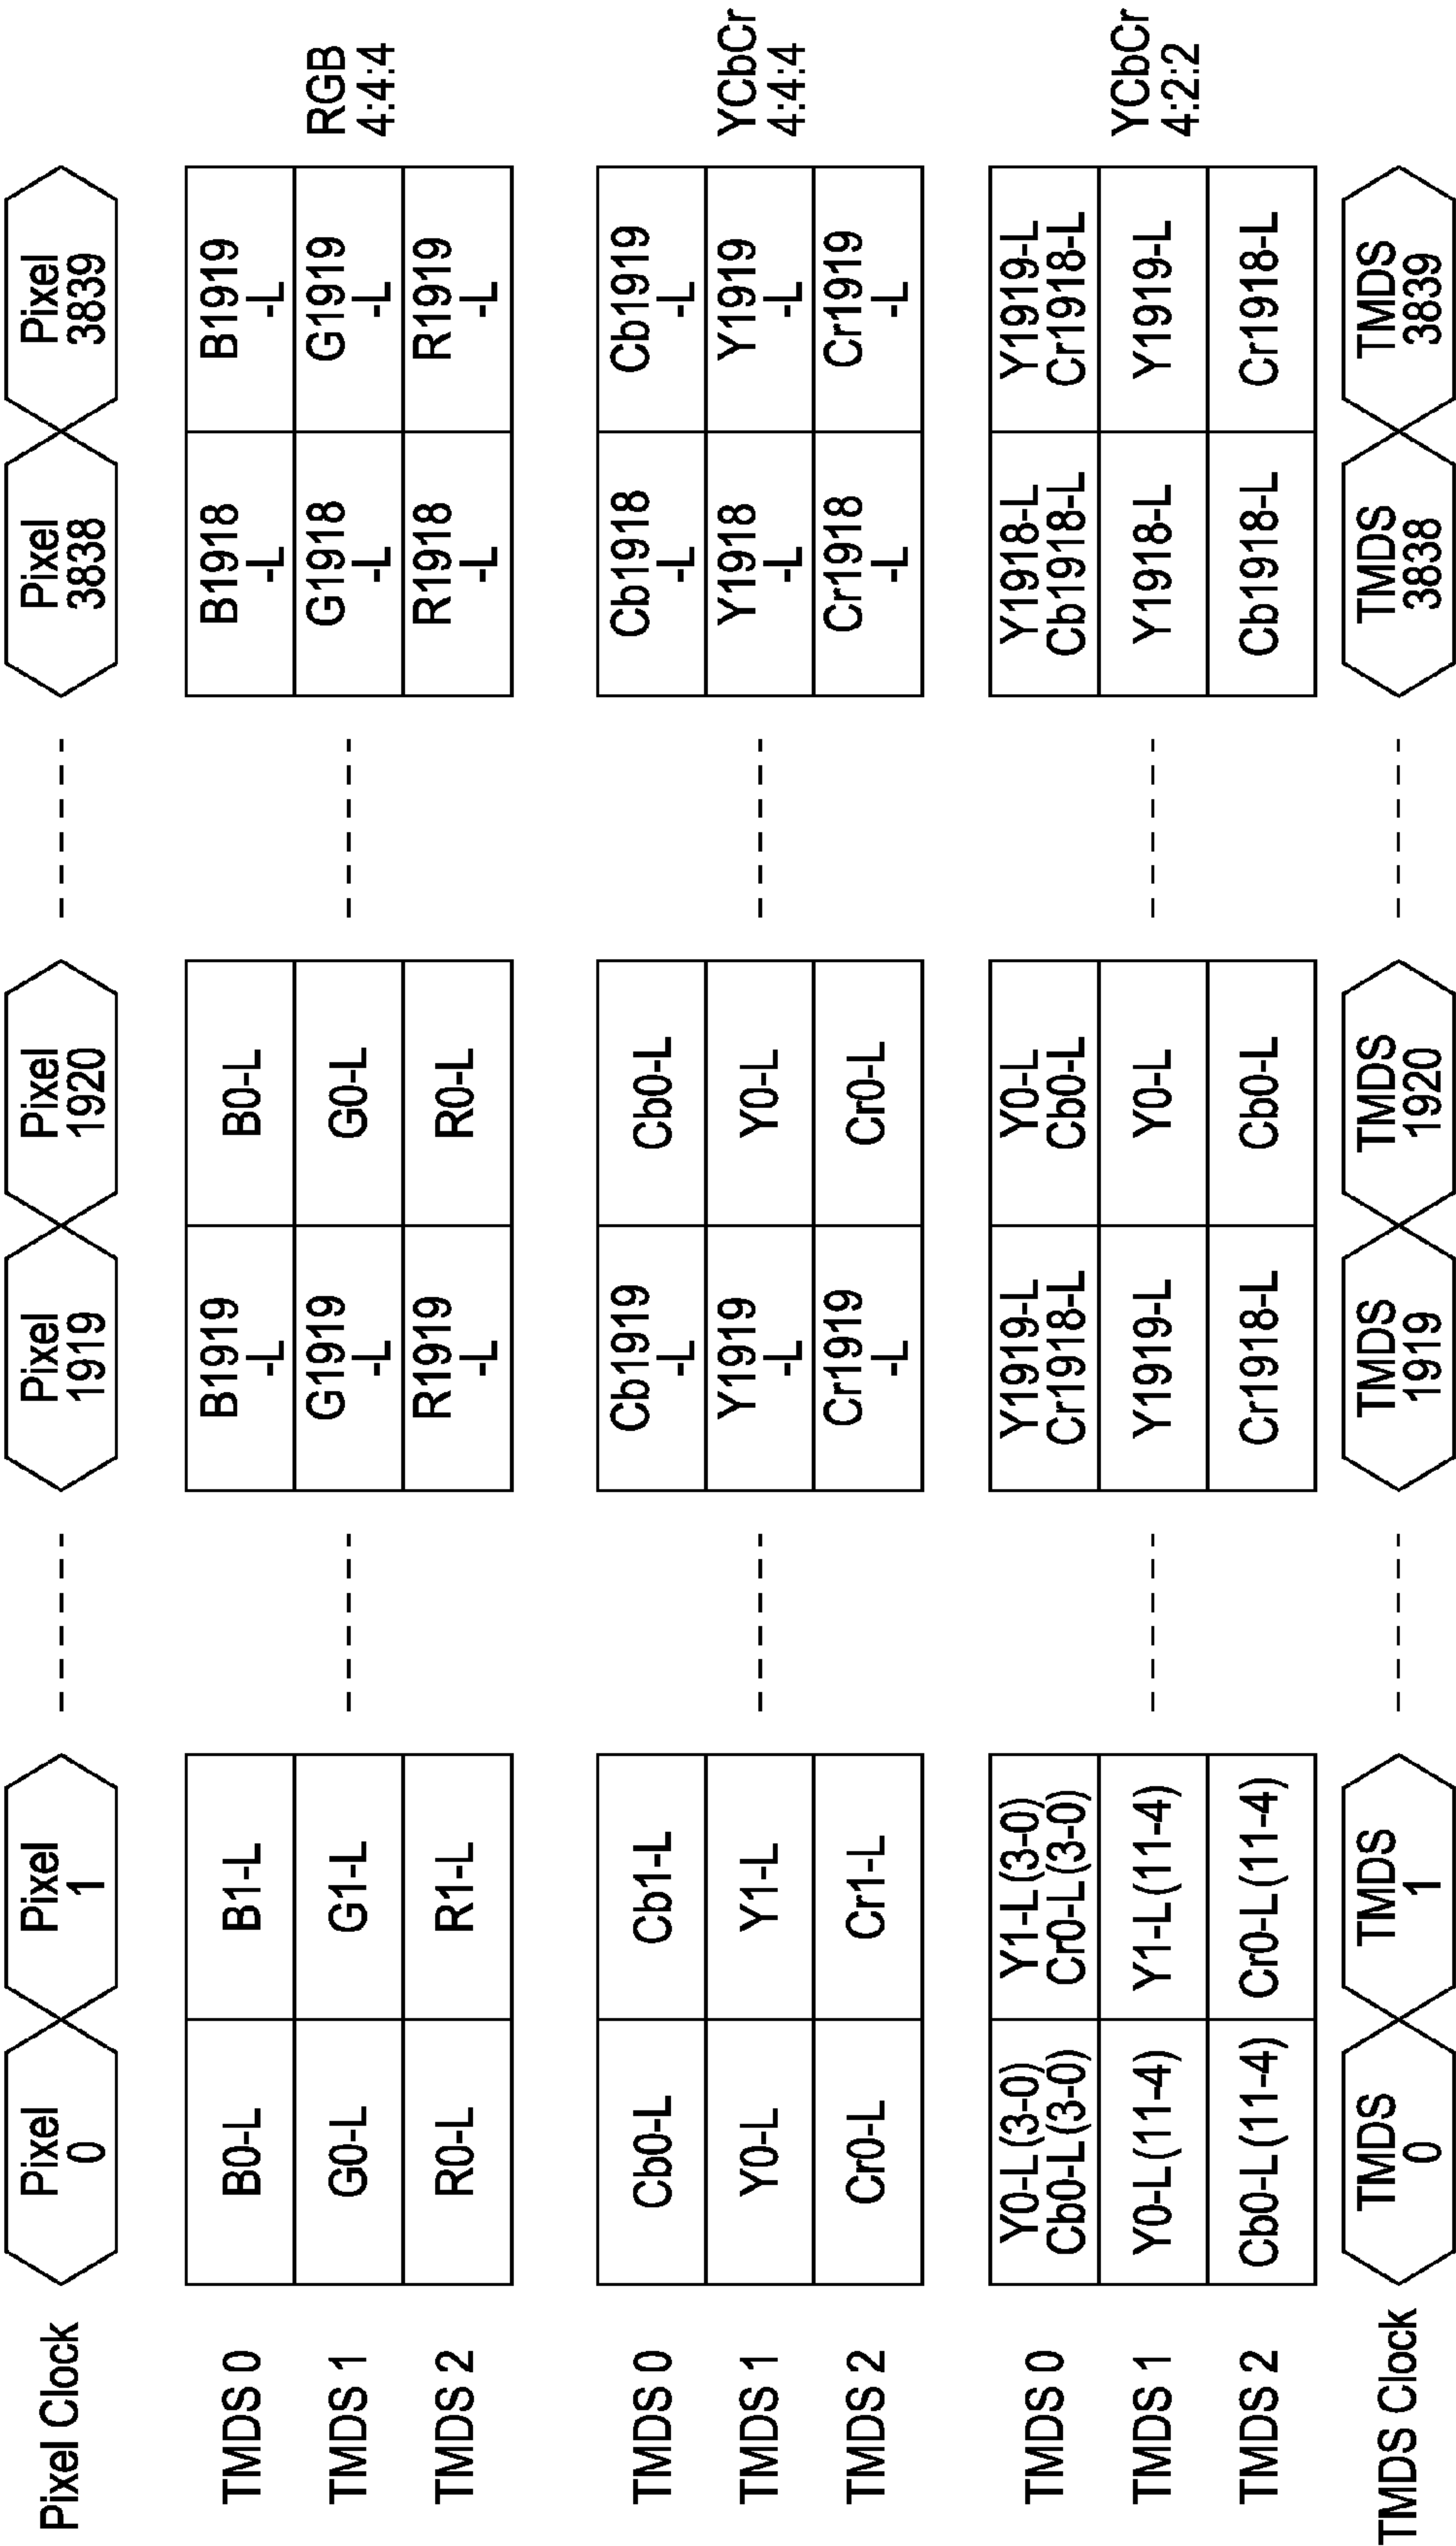 Pixel Clock
Pixel
0
Pixel
1
Pixel
1919
Pixel
1920
Pixel
3838
Pixel
3839
TMDS 0
B0-L
B1-L
B1919
-L
B0-L
B1918
-L
B1919
-L
TMDS 1
G0-L
G1-L
G1919
-L
G0-L
G1918
-L
G1919
-L
TMDS 2
R0-L
R1-L
R1919
-L
R0-L
R1918
-L
R1919
-L
RGB
4:4:4
TMDS 0
Cb0-L
Cb1-L
Cb1919
-L
Cb0-L
Cb1918
-L
Cb1919
-L
TMDS 1
Y0-L
Y1-L
Y1919
-L
Y0-L
Y1918
-L
Y1919
-L
TMDS 2
Cr0-L
Cr1-L
Cr1919
-L
Cr0-L
Cr1918
-L
Cr1919
-L
YCbCr
4:4:4
TMDS 0
Y0-L(3-0)
Cb0-L(3-0)
Y1-L(3-0)
Cr0-L(3-0)
Y1919-L
Cr1918-L
Y0-L
Cb0-L
Y1918-L
Cb1918-L
Y1919-L
Cr1918-L
TMDS 1
Y0-L(11-4)
Y1-L(11-4)
Y1919-L
Y0-L
Y1918-L
Y1919-L
TMDS 2
Cb0-L(11-4)
Cr0-L(11-4)
Cr1918-L
Cb0-L
Cb1918-L
Cr1918-L
YCbCr
4:2:2
TMDS Clock
TMDS
0
TMDS
1
TMDS
1919
TMDS
1920
TMDS
3838
TMDS
3839